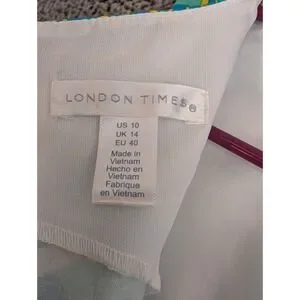 LONDON TIMES®
US 10
UK 14
EU 40
Made in
Vietnam
Hecho en
Vietnam
Fabrique
en Vietnam